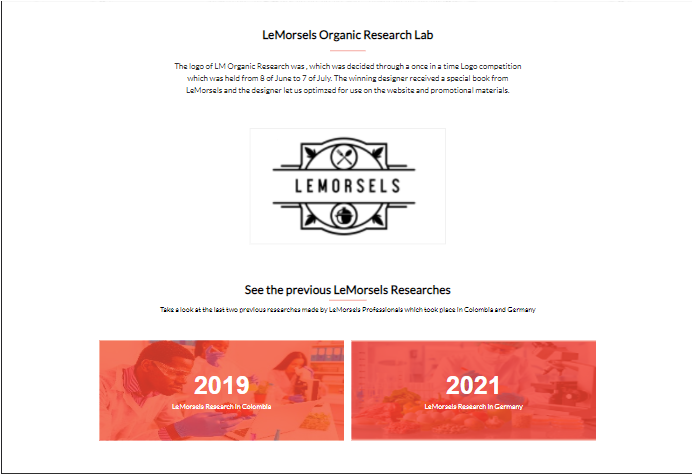 LeMorsels Organic Research Lab
The logo of LM Organic Research was , which was decided through a once in a time Logo competition
which was held from 8 of June to 7 of July. The winning designer received a special book from
LeMorsels and the designer let us optimzed for use on the website and promotional materials.
LEMORSELS
See the previous LeMorsels Researches
Take a look at the last two previous researches made by LeMorsels Professionals which took place in Colombia and Germany
2019
LeMorsels Research in Colombia
2021
LeMorsels Research in Germany